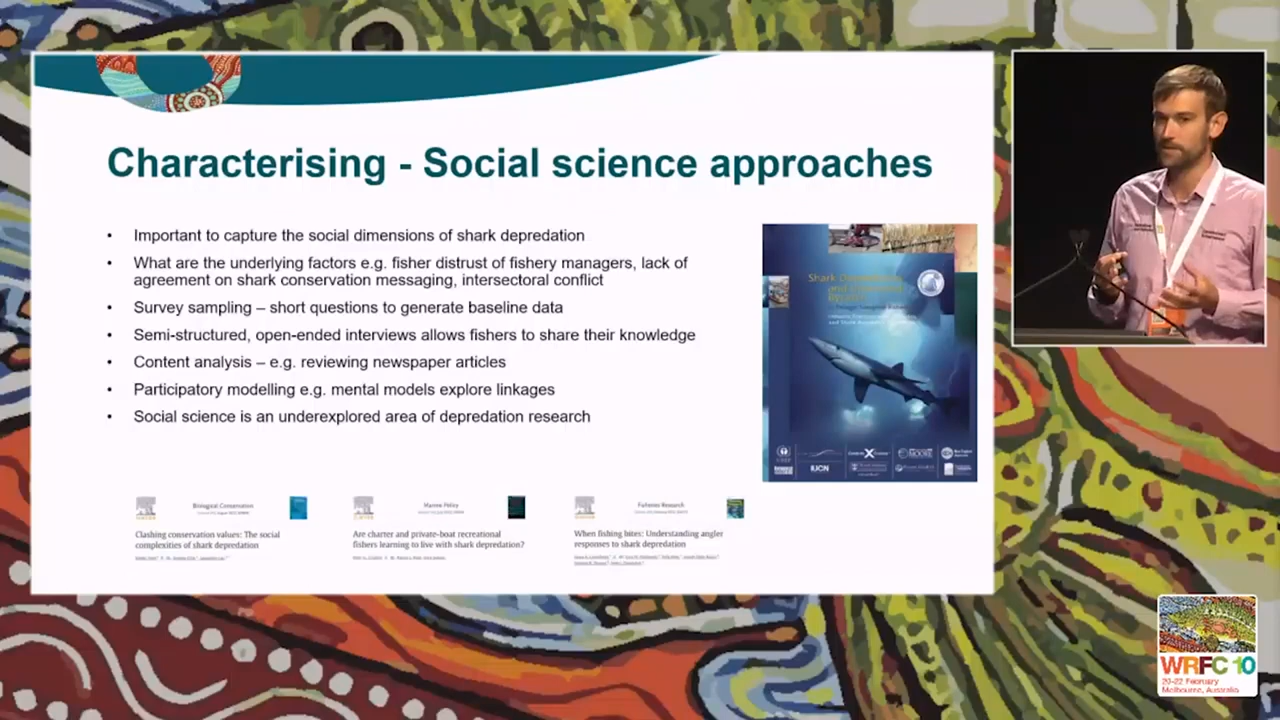 Characterising - Social science approaches
• Important to capture the social dimensions of shark depredation
• What are the underlying factors e.g. fisher distrust of fishery managers, lack of
agreement on shark conservation messaging, intersectoral conflict
• Survey sampling – short questions to generate baseline data
• Semi-structured, open-ended interviews allows fishers to share their knowledge
• Content analysis – e.g. reviewing newspaper articles
• Participatory modelling e.g. mental models explore linkages
• Social science is an underexplored area of depredation research
Shark
IUCN
MOORE
Biological Conservation
Clashing conservation values: The social
complexities of shark depredation
Marine Policy
Are charter and private-boat recreational
fishers learning to live with shark depredation?
Fisheries Research
When fishing bites: Understanding angler
responses to shark depredation
WRFC 10
20-22 February
Melbourne, Australia